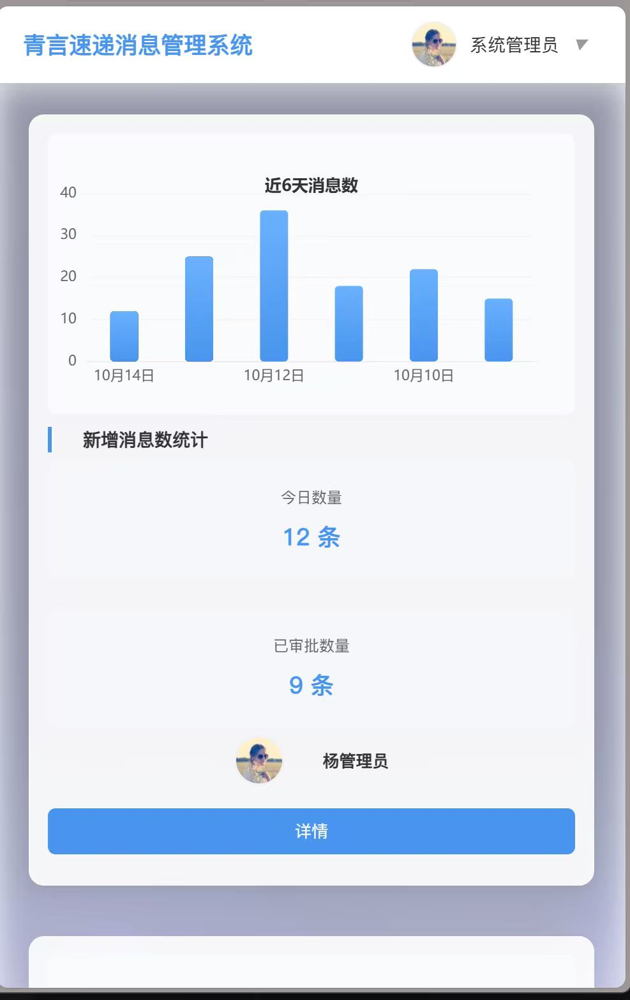 青言速递消息管理系统
系统管理员
近6天消息数
40
30
20
10
0
10月14日 10月12日 10月10日
新增消息数统计
今日数量
12 条
已审批数量
9 条
杨管理员
详情